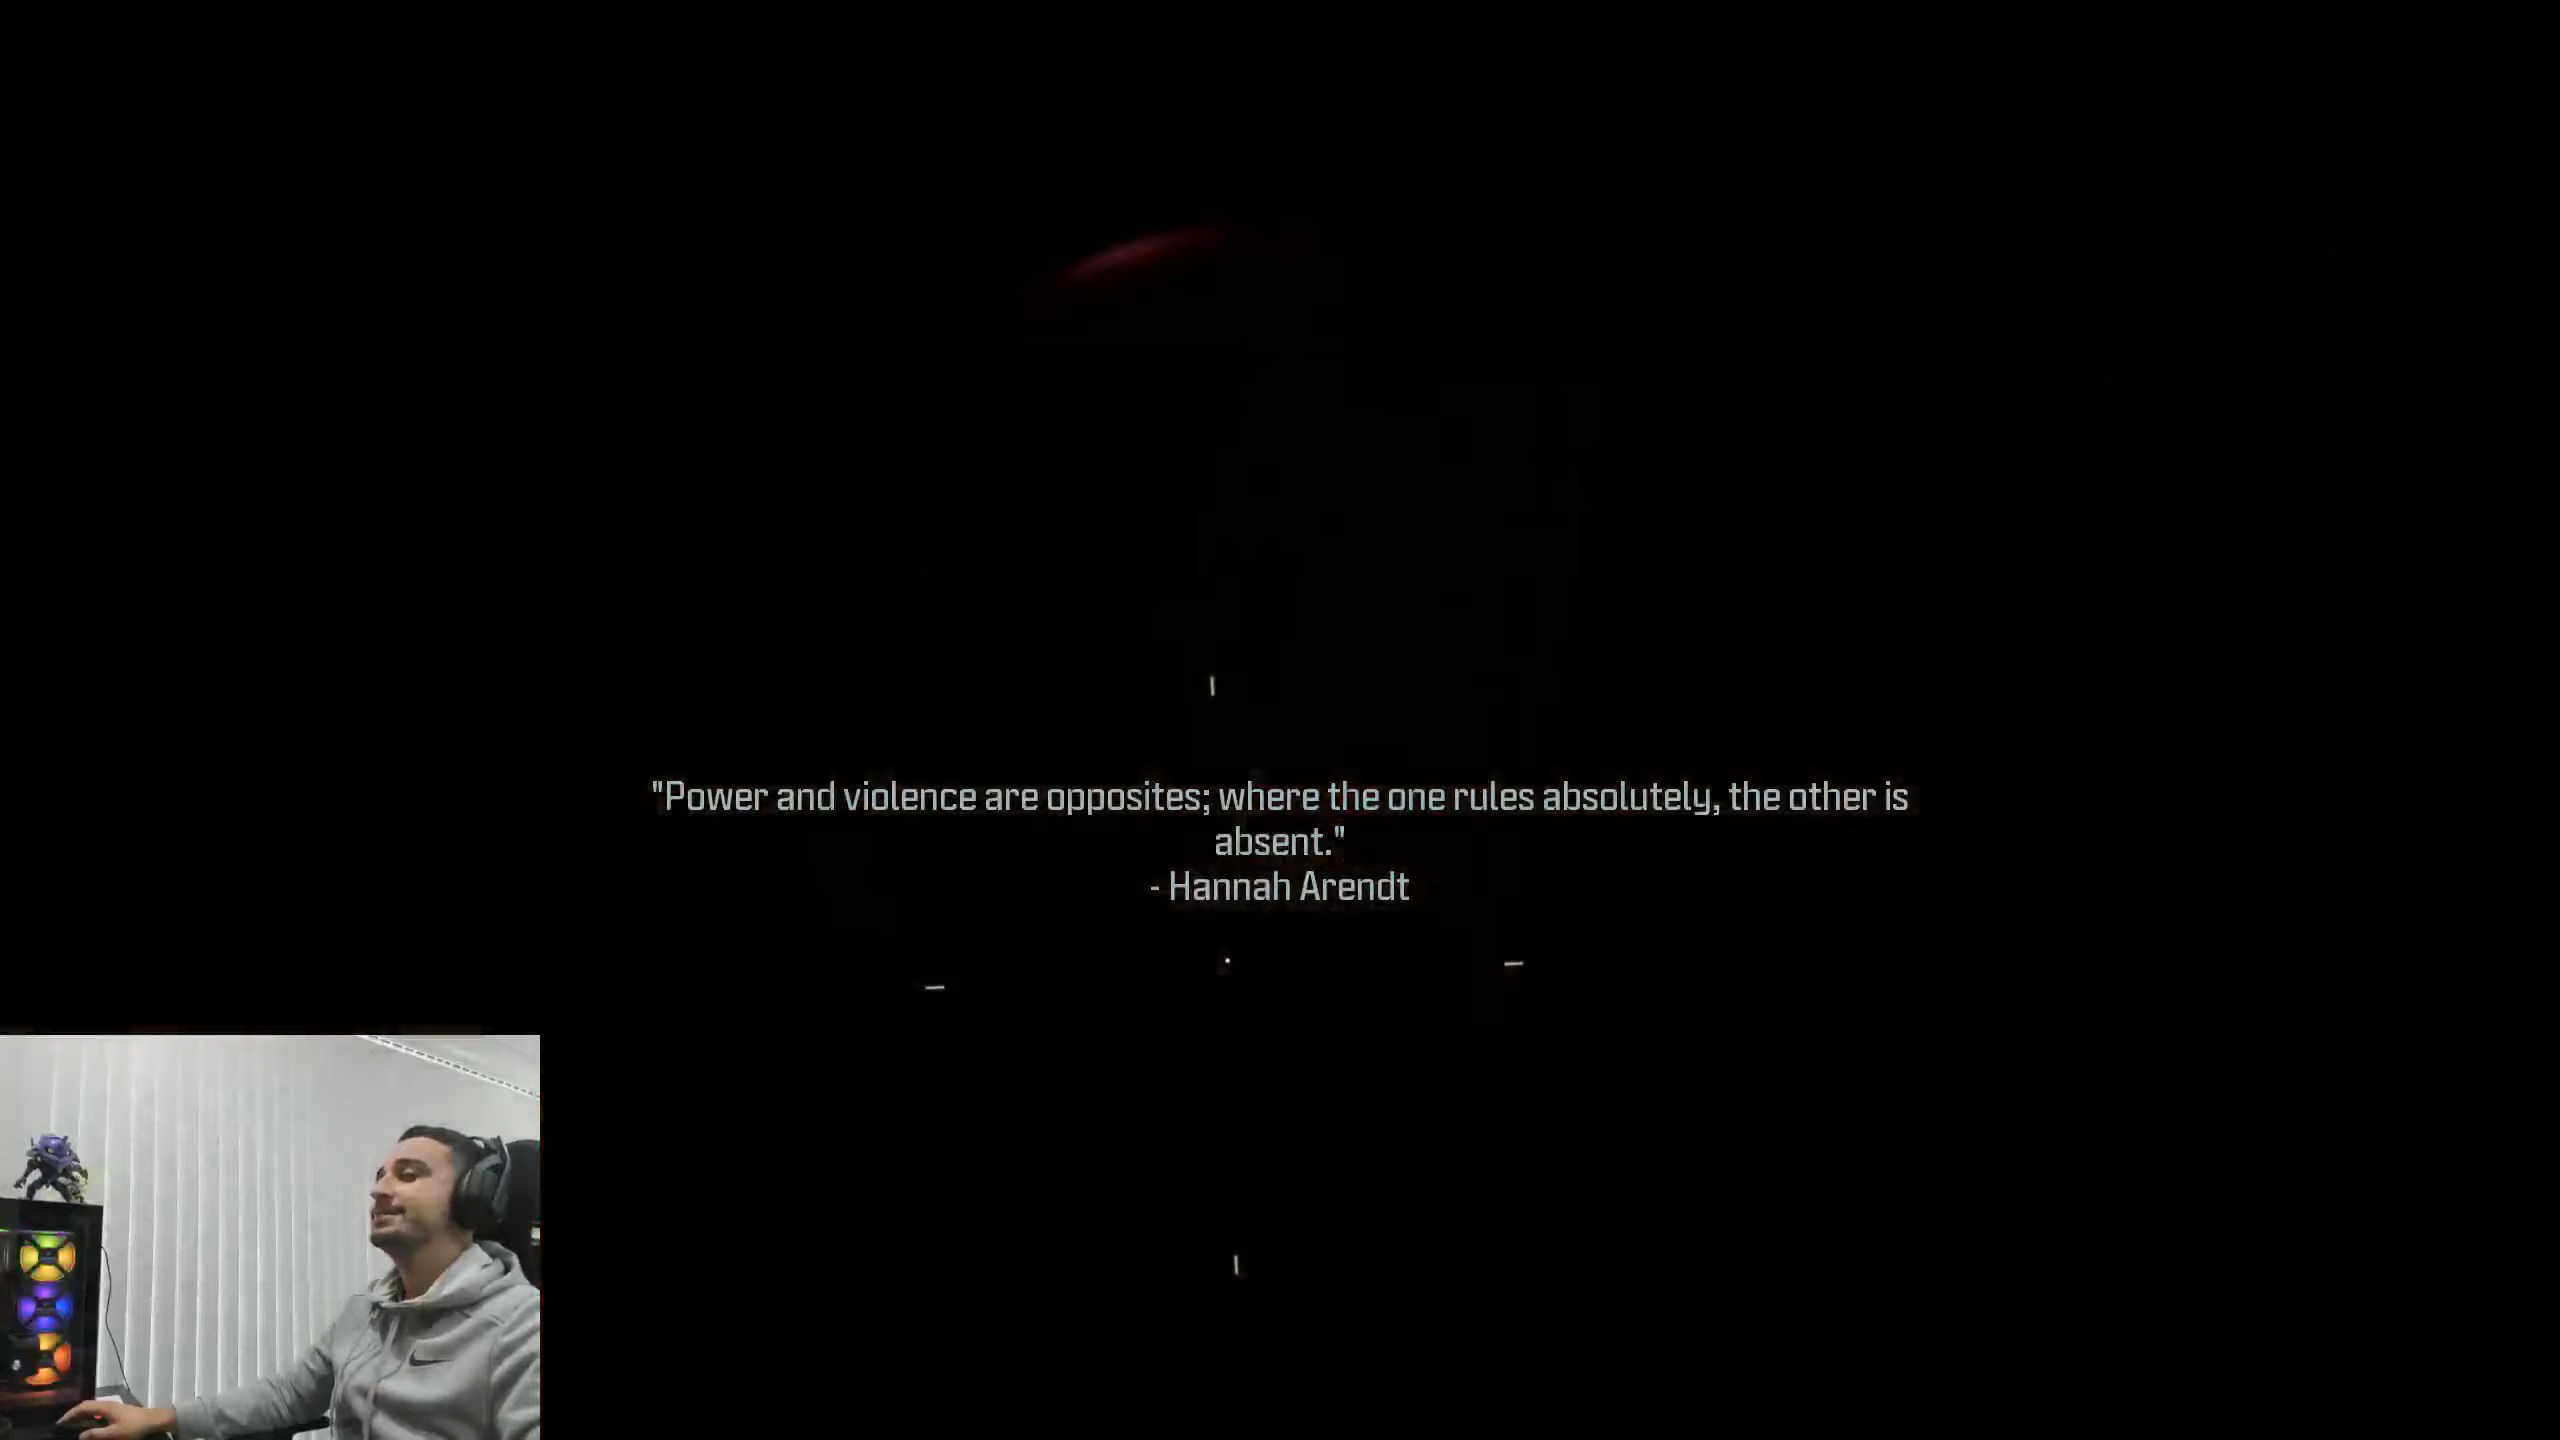 "Power and violence are opposites; where the one rules absolutely, the other is
absent."
- Hannah Arendt